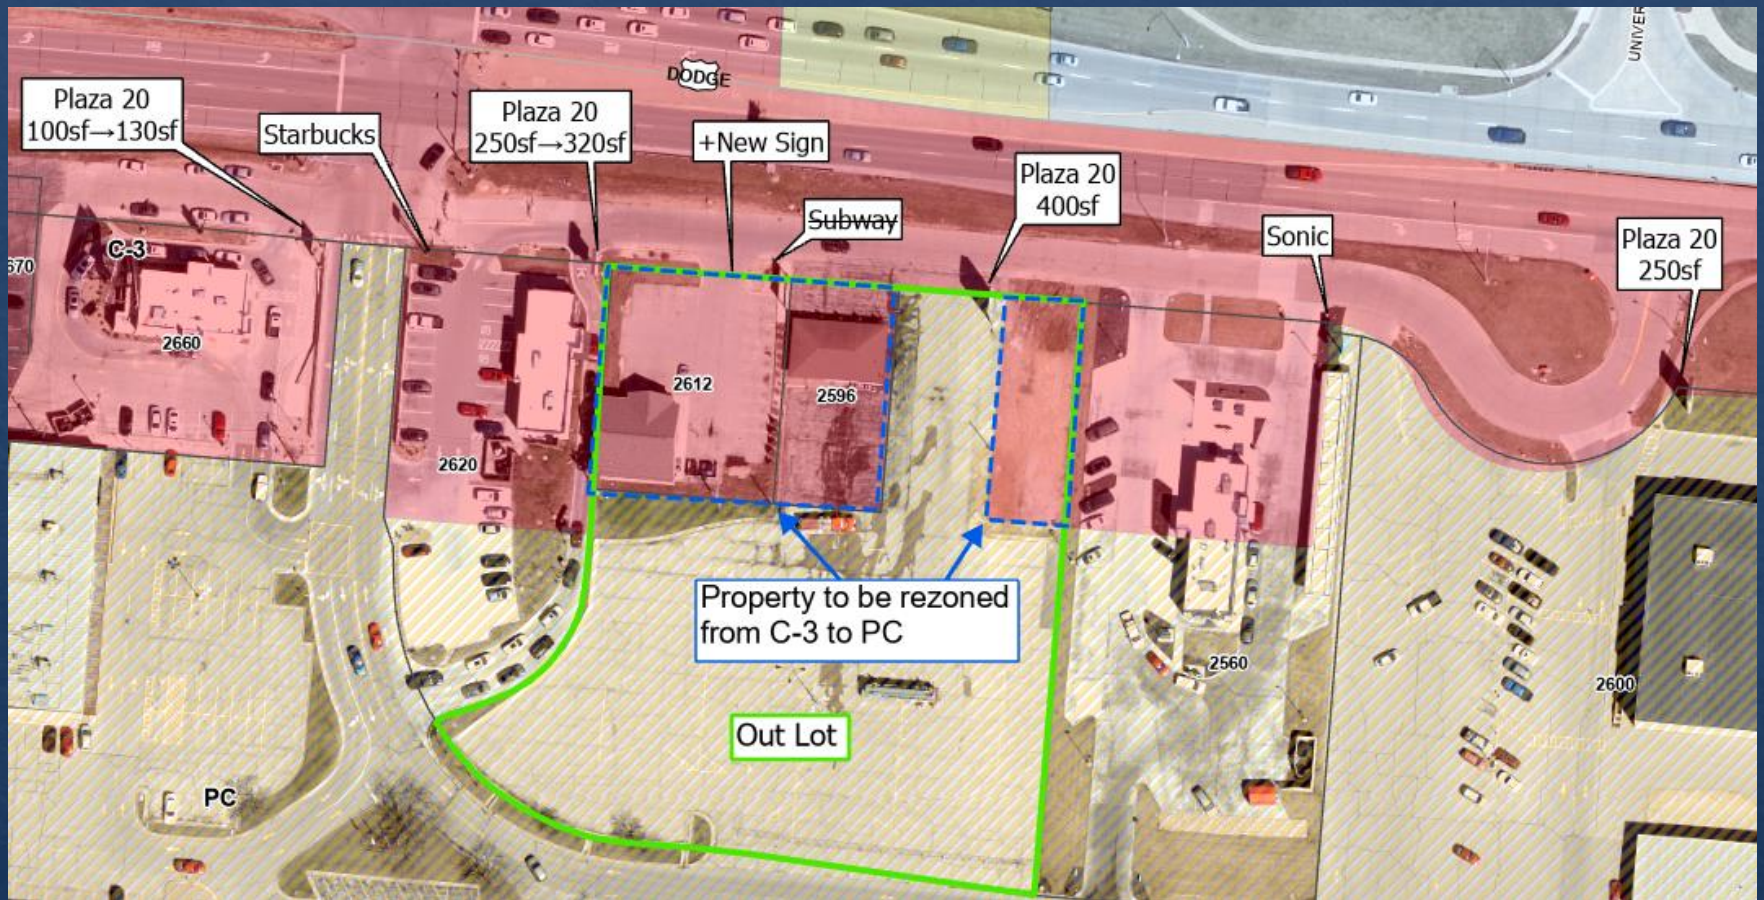 DODGE
UNIVER
Plaza 20
100sf→130sf
Starbucks
Plaza 20
250sf→320sf
+New Sign
Plaza 20
400sf
Subway
Sonic
Plaza 20
250sf
C-3
670
2660
2612
2596
2620
Property to be rezoned
from C-3 to PC
2560
2600
Out Lot
PC